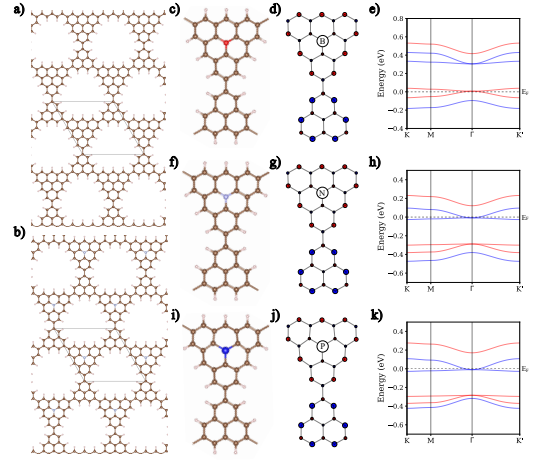 a)
c)
d)
e)
B
Energy (eV)
0.8
0.6
0.4
0.2
0.0
−0.2
−0.4
E_F
K
M
Γ
K'
f)
g)
h)
N
Energy (eV)
0.4
0.2
0.0
−0.2
−0.4
−0.6
E_F
K
M
Γ
K'
b)
i)
j)
k)
P
Energy (eV)
0.4
0.2
0.0
−0.2
−0.4
−0.6
E_F
K
M
Γ
K'